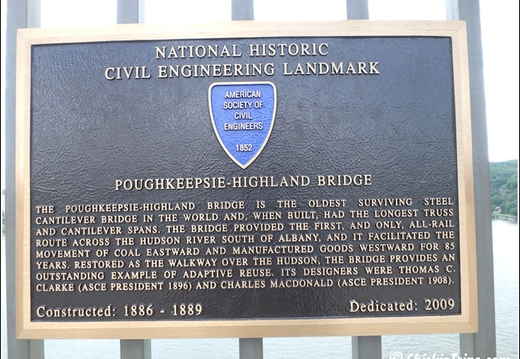 NATIONAL HISTORIC
CIVIL ENGINEERING LANDMARK
AMERICAN
SOCIETY OF
CIVIL
ENGINEERS
1852
POUGHKEEPSIE-HIGHLAND BRIDGE
THE POUGHKEEPSIE-HIGHLAND BRIDGE IS THE OLDEST SURVIVING STEEL
CANTILEVER BRIDGE IN THE WORLD AND, WHEN BUILT, HAD THE LONGEST TRUSS
AND CANTILEVER SPANS. THE BRIDGE PROVIDED THE FIRST, AND ONLY, ALL-RAIL
ROUTE ACROSS THE HUDSON RIVER SOUTH OF ALBANY, AND IT FACILITATED THE
MOVEMENT OF COAL EASTWARD AND MANUFACTURED GOODS WESTWARD FOR 85
YEARS. RESTORED AS THE WALKWAY OVER THE HUDSON, THE BRIDGE PROVIDES AN
OUTSTANDING EXAMPLE OF ADAPTIVE REUSE. ITS DESIGNERS WERE THOMAS C.
CLARKE (ASCE PRESIDENT 1896) AND CHARLES MACDONALD (ASCE PRESIDENT 1908).
Constructed: 1886 - 1889
Dedicated: 2009